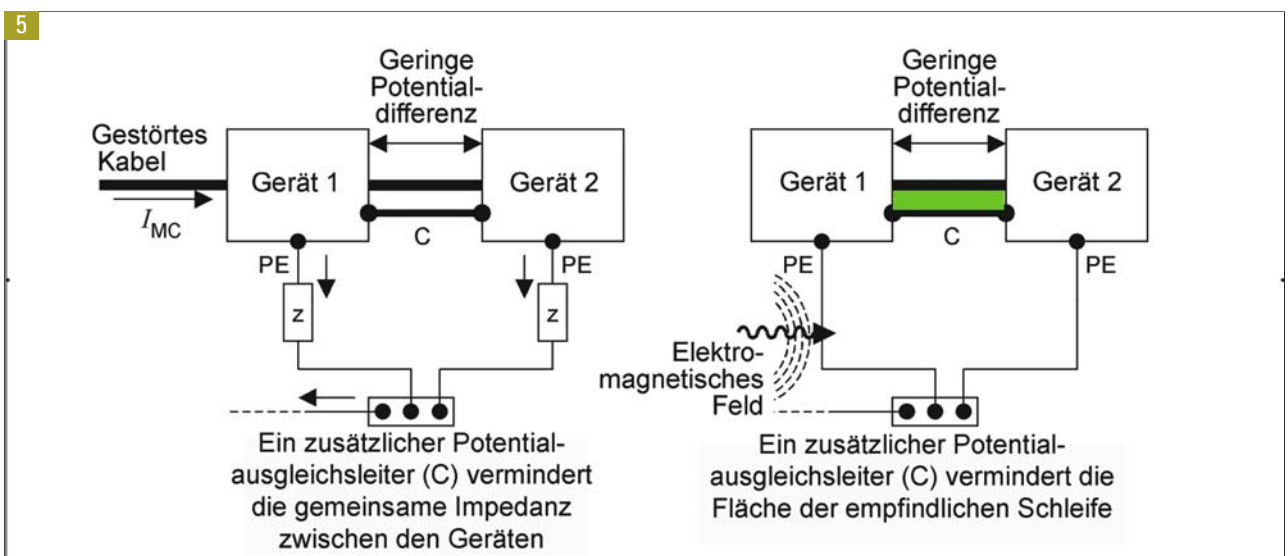 5
Geringe
Potential-
differenz
Gestörtes
Kabel
I_MC
Gerät 1
Gerät 2
C
PE
PE
z
z
Ein zusätzlicher Potential-
ausgleichsleiter (C) vermindert
die gemeinsame Impedanz
zwischen den Geräten
Geringe
Potential-
differenz
Gerät 1
Gerät 2
C
PE
PE
Elektro-
magnetisches
Feld
Ein zusätzlicher Potential-
ausgleichsleiter (C) vermindert die
Fläche der empfindlichen Schleife